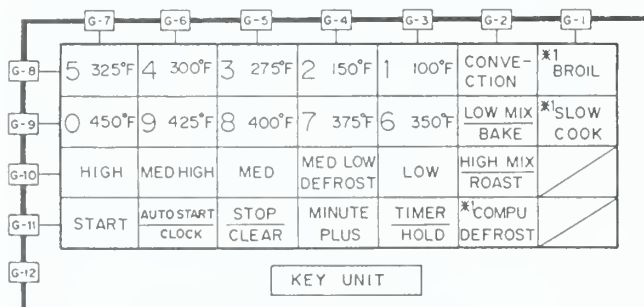 G-7 G-6 G-5 G-4 G-3 G-2 G-1
G-8 5 325°F 4 300°F 3 275°F 2 150°F 1 100°F CONVE-
CTION *1 BROIL
G-9 0 450°F 9 425°F 8 400°F 7 375°F 6 350°F LOW MIX
BAKE *1 SLOW
COOK
G-10 HIGH MED HIGH MED MED LOW
DEFROST LOW HIGH MIX
ROAST
G-11 START AUTO START
CLOCK STOP
CLEAR MINUTE
PLUS TIMER
HOLD *1 COMPU
DEFROST
G-12
KEY UNIT